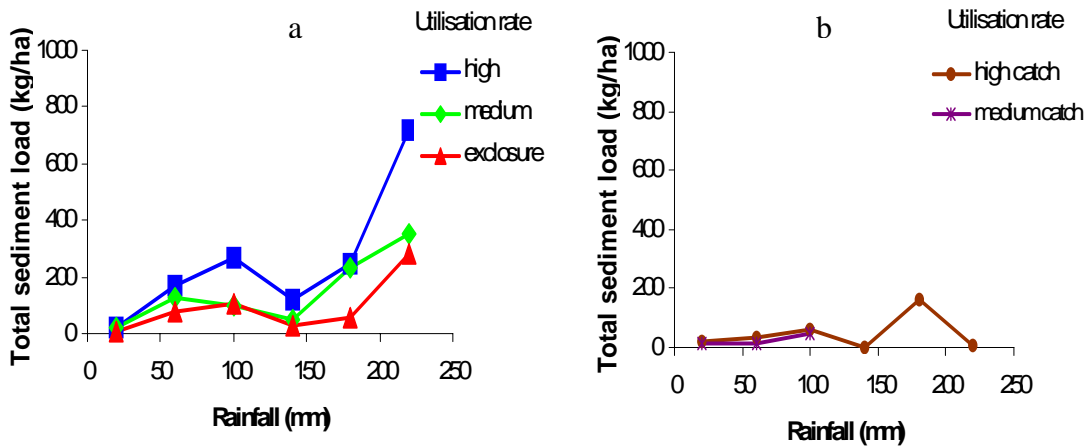 a
Utilisation rate
high
medium
exclosure
Total sediment load (kg/ha)
1000
800
600
400
200
0
0 50 100 150 200 250
Rainfall (mm)
b
Utilisation rate
high catch
medium catch
Total sediment load (kg/ha)
1000
800
600
400
200
0
0 50 100 150 200 250
Rainfall (mm)